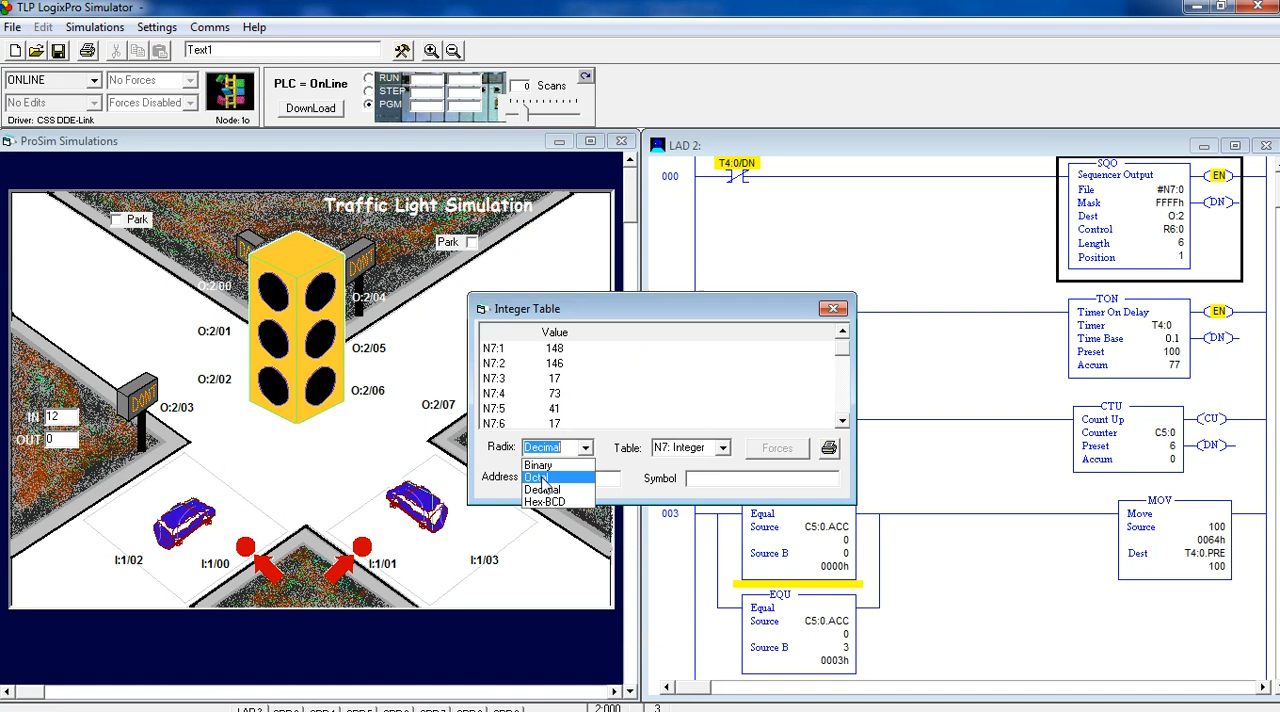 TLP LogixPro Simulator
File Edit Simulations Settings Comms Help
Text1
ONLINE No Forces
No Edits Forces Disabled
Driver: CSS DDE-Link Node: 1o
PLC = OnLine
DownLoad
RUN
STEP
PGM
0 Scans
ProSim Simulations
Traffic Light Simulation
Park
Park
DONT
O:2/00
O:2/04
O:2/01
O:2/05
O:2/02
O:2/06
DONT
O:2/03
O:2/07
IN 12
OUT 0
I:1/02
I:1/00
I:1/01
I:1/03
Integer Table
Value
N7:1 148
N7:2 146
N7:3 17
N7:4 73
N7:5 41
N7:6 17
Radix: Decimal Table: N7: Integer Forces
Binary
Octal
Decimal
Hex-BCD
Address Symbol
LAD 2:
000
T4:0/DN
SQO
Sequencer Output
File #N7:0
Mask FFFFh
Dest O:2
Control R6:0
Length 6
Position 1
EN
DN
TON
Timer On Delay
Timer T4:0
Time Base 0.1
Preset 100
Accum 77
EN
DN
CTU
Count Up
Counter C5:0
Preset 6
Accum 0
CU
DN
003
Equal
Source C5:0.ACC
0
Source B 0
0000h
EQU
Equal
Source C5:0.ACC
0
Source B 3
0003h
MOV
Move
Source 100
0064h
Dest T4:0.PRE
100
LAD 2
2:000 3